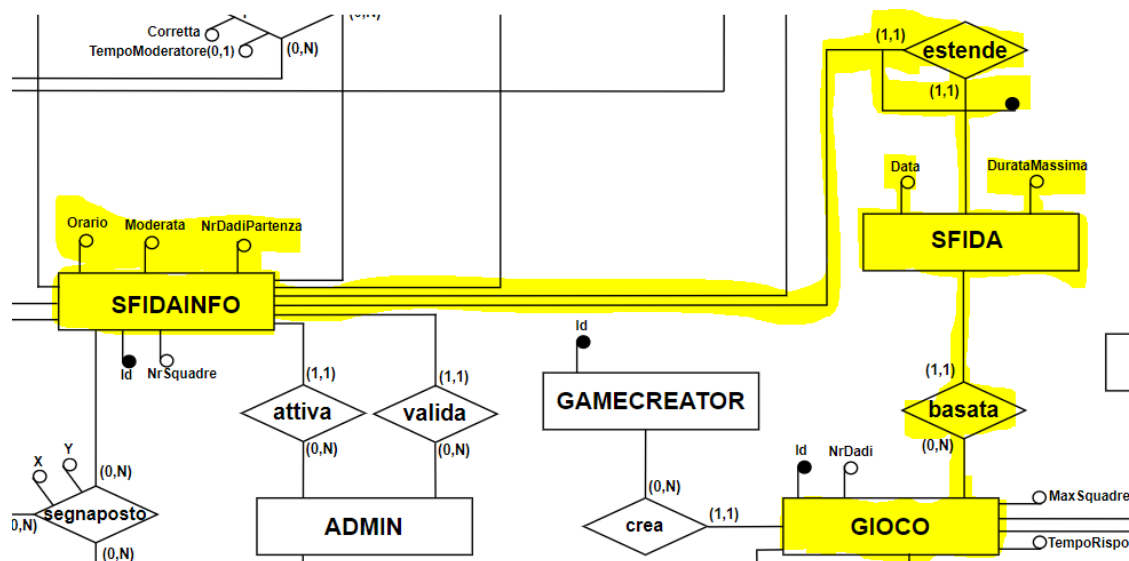 (0,N)
Corretta
TempoModeratore(0,1)
(0,N)
(1,1)
estende
(1,1)
Data
DurataMassima
SFIDA
Orario
Moderata
NrDadiPartenza
SFIDAINFO
Id
NrSquadre
Id
GAMECREATOR
(1,1)
attiva
(0,N)
(1,1)
valida
(0,N)
(1,1)
basata
(0,N)
X
Y
(0,N)
segnaposto
0,N)
(0,N)
ADMIN
(0,N)
crea
(1,1)
Id
NrDadi
GIOCO
MaxSquadre
TempoRispo